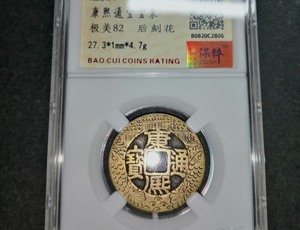 康熙通宝宝泉
极美82 后刻花
27.3*1mm*4.7g
B0820C2806
保粹
BAO CUI COINS RATING
康熙通寶